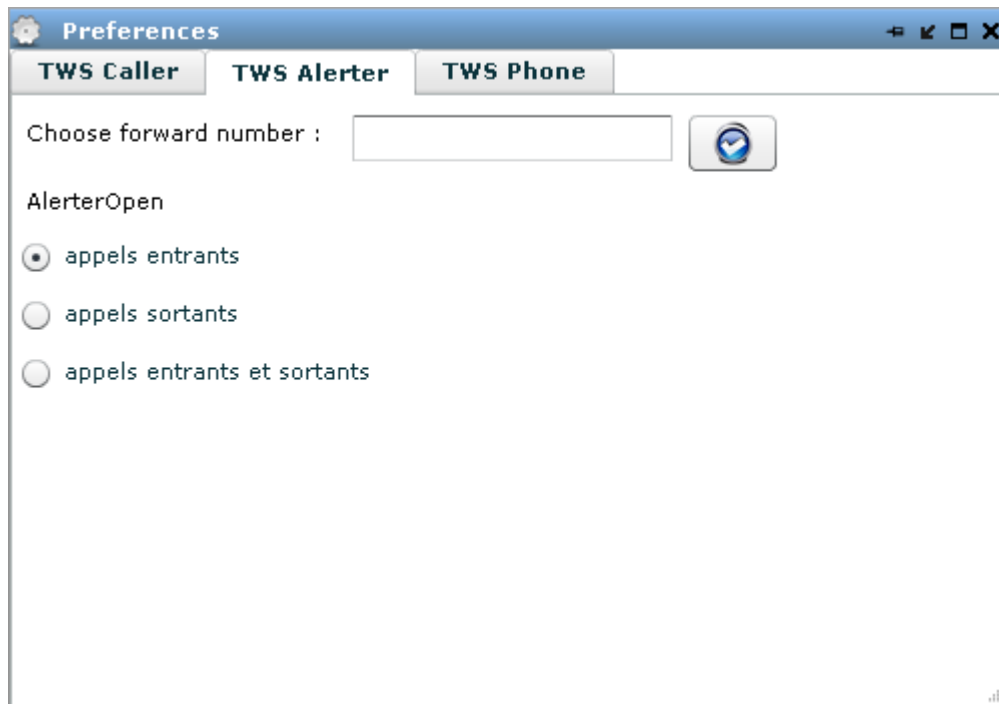 Preferences
TWS Caller TWS Alerter TWS Phone
Choose forward number :
AlerterOpen
appels entrants
appels sortants
appels entrants et sortants